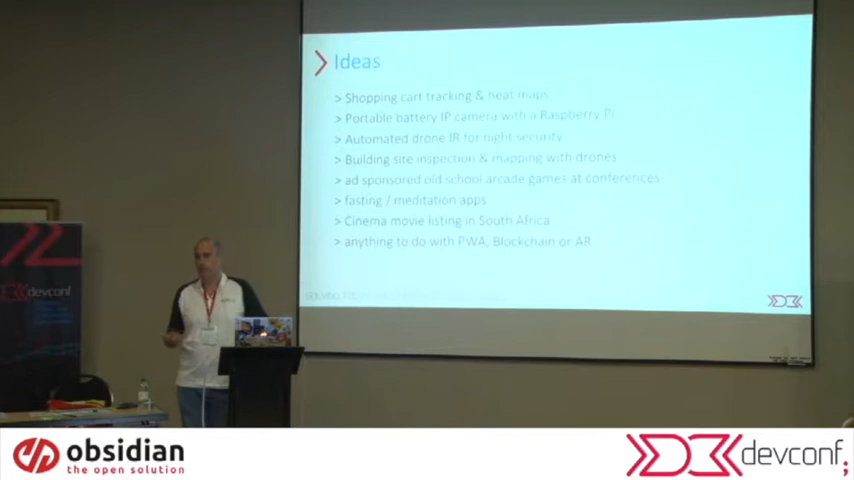 Ideas
> Shopping cart tracking & heat maps
> Portable battery IP camera with a Raspberry Pi
> Automated drone IR for night security
> Building site inspection & mapping with drones
> ad sponsored old school arcade games at conferences
> fasting / meditation apps
> Cinema movie listing in South Africa
> anything to do with PWA, Blockchain or AR
devconf
obsidian
the open solution
devconf;